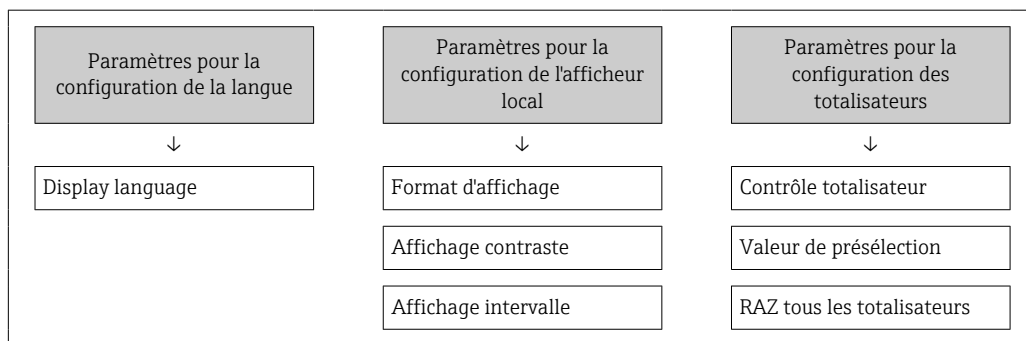 Paramètres pour la
configuration de la langue
↓
Display language
Paramètres pour la
configuration de l'afficheur
local
↓
Format d'affichage
Affichage contraste
Affichage intervalle
Paramètres pour la
configuration des
totalisateurs
↓
Contrôle totalisateur
Valeur de présélection
RAZ tous les totalisateurs